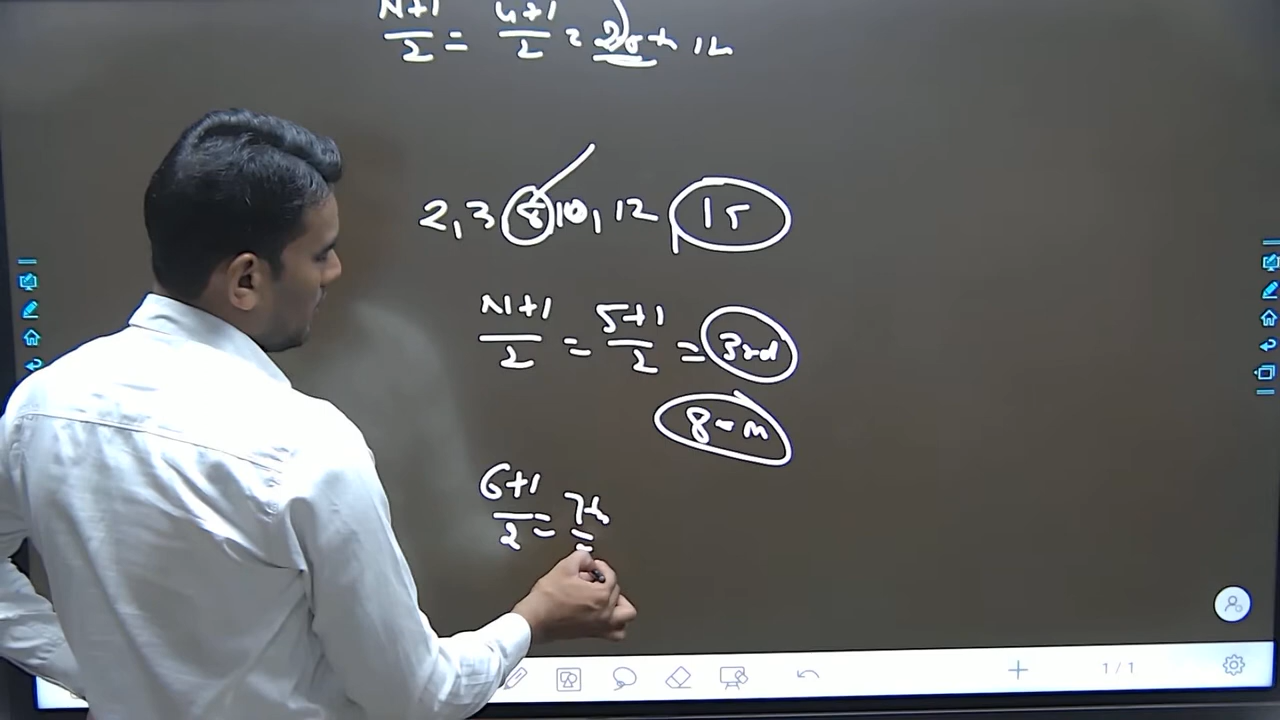 N+1/2 = 4+1/2 =
2, 3 8, 10, 12, 15
N+1/2 = 5+1/2 = 3rd
8 = m
6+1/2 = 7th
1 / 1